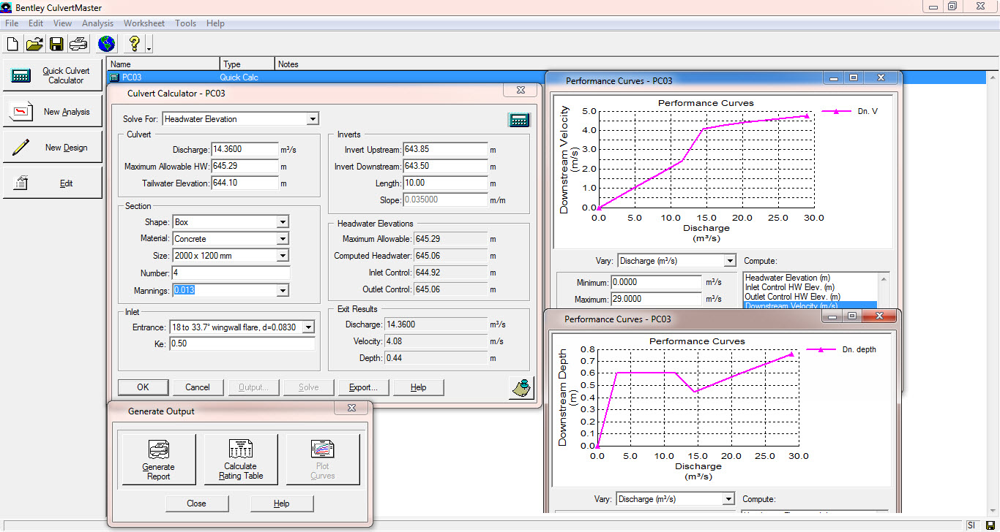 Bentley CulvertMaster
File Edit View Analysis Worksheet Tools Help
Quick Culvert
Calculator
New Analysis
New Design
Edit
Name Type Notes
PC03 Quick Calc
Culvert Calculator - PC03
Solve For: Headwater Elevation
Culvert
Discharge: 14.3600 m³/s
Maximum Allowable HW: 645.29 m
Tailwater Elevation: 644.10 m
Section
Shape: Box
Material: Concrete
Size: 2000 x 1200 mm
Number: 4
Mannings: 0.013
Inlet
Entrance: 18 to 33.7° wingwall flare, d=0.0830
Ke: 0.50
Inverts
Invert Upstream: 643.85 m
Invert Downstream: 643.50 m
Length: 10.00 m
Slope: 0.035000 m/m
Headwater Elevations
Maximum Allowable: 645.29 m
Computed Headwater: 645.06 m
Inlet Control: 644.92 m
Outlet Control: 645.06 m
Exit Results
Discharge: 14.3600 m³/s
Velocity: 4.08 m/s
Depth: 0.44 m
OK Cancel Output... Solve Export... Help
Generate Output
Generate
Report
Calculate
Rating Table
Plot
Curves
Close Help
Performance Curves - PC03
Performance Curves
Dn. V
Downstream Velocity
(m/s)
5.0
4.0
3.0
2.0
1.0
0.0
0.0 5.0 10.0 15.0 20.0 25.0 30.0
Discharge
(m³/s)
Vary: Discharge (m³/s) Compute:
Minimum: 0.0000 m³/s
Maximum: 29.0000 m³/s
Headwater Elevation (m)
Inlet Control HW Elev. (m)
Outlet Control HW Elev. (m)
Downstream Velocity (m/s)
Performance Curves - PC03
Performance Curves
Dn. depth
Downstream Depth
(m)
0.8
0.7
0.6
0.5
0.4
0.3
0.2
0.1
0.0
0.0 5.0 10.0 15.0 20.0 25.0 30.0
Discharge
(m³/s)
Vary: Discharge (m³/s) Compute:
SI